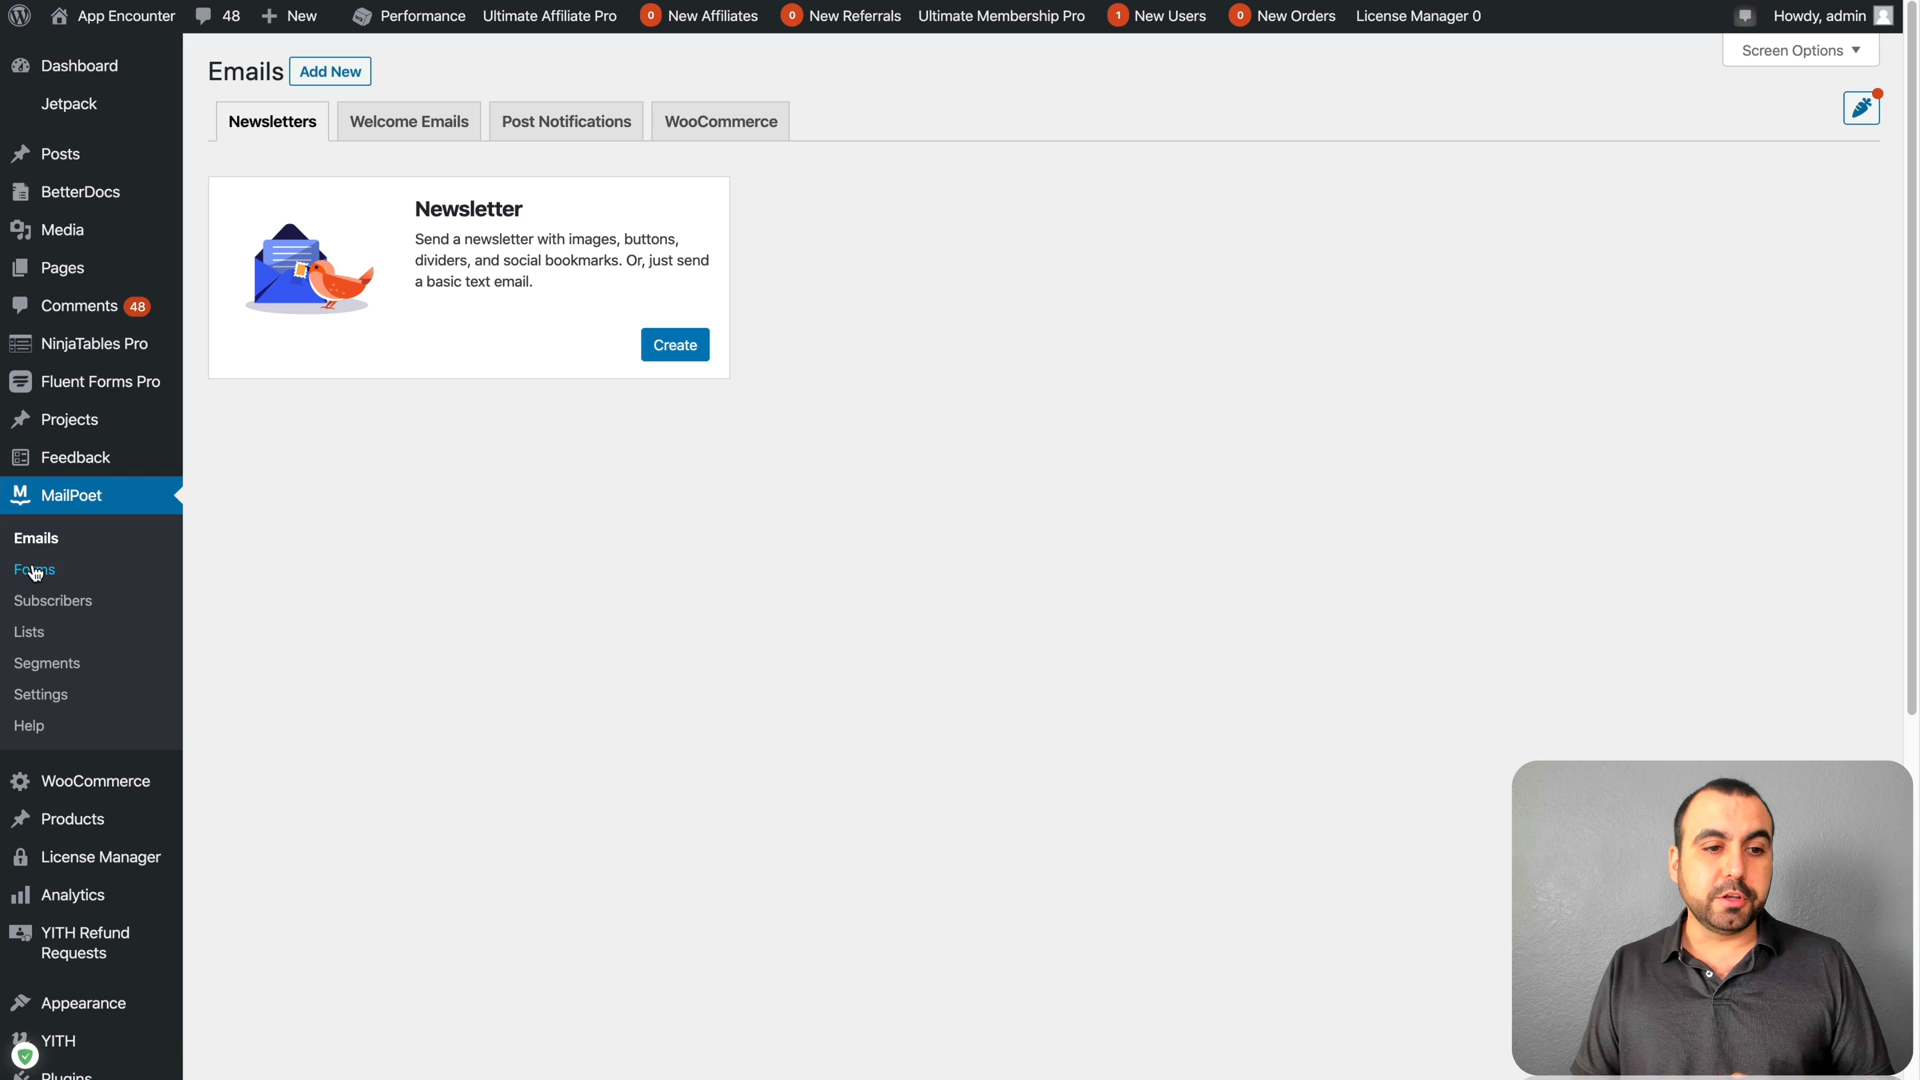 App Encounter 48 New Performance Ultimate Affiliate Pro 0 New Affiliates 0 New Referrals Ultimate Membership Pro 1 New Users 0 New Orders License Manager 0 Howdy, admin
Screen Options
Dashboard
Jetpack
Posts
BetterDocs
Media
Pages
Comments 48
NinjaTables Pro
Fluent Forms Pro
Projects
Feedback
M MailPoet
Emails
Forms
Subscribers
Lists
Segments
Settings
Help
WooCommerce
Products
License Manager
Analytics
YITH Refund
Requests
Appearance
YITH
Plugins
Emails Add New
Newsletters Welcome Emails Post Notifications WooCommerce
Newsletter
Send a newsletter with images, buttons,
dividers, and social bookmarks. Or, just send
a basic text email.
Create